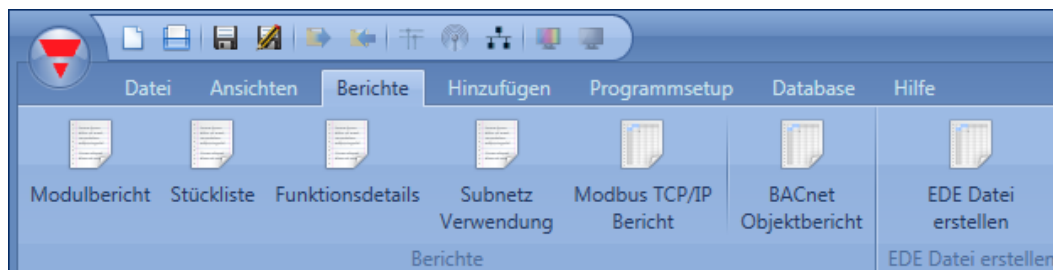 Datei Ansichten Berichte Hinzufügen Programmsetup Database Hilfe
Modulbericht Stückliste Funktionsdetails Subnetz Verwendung Modbus TCP/IP Bericht BACnet Objektbericht EDE Datei erstellen
Berichte EDE Datei erstellen